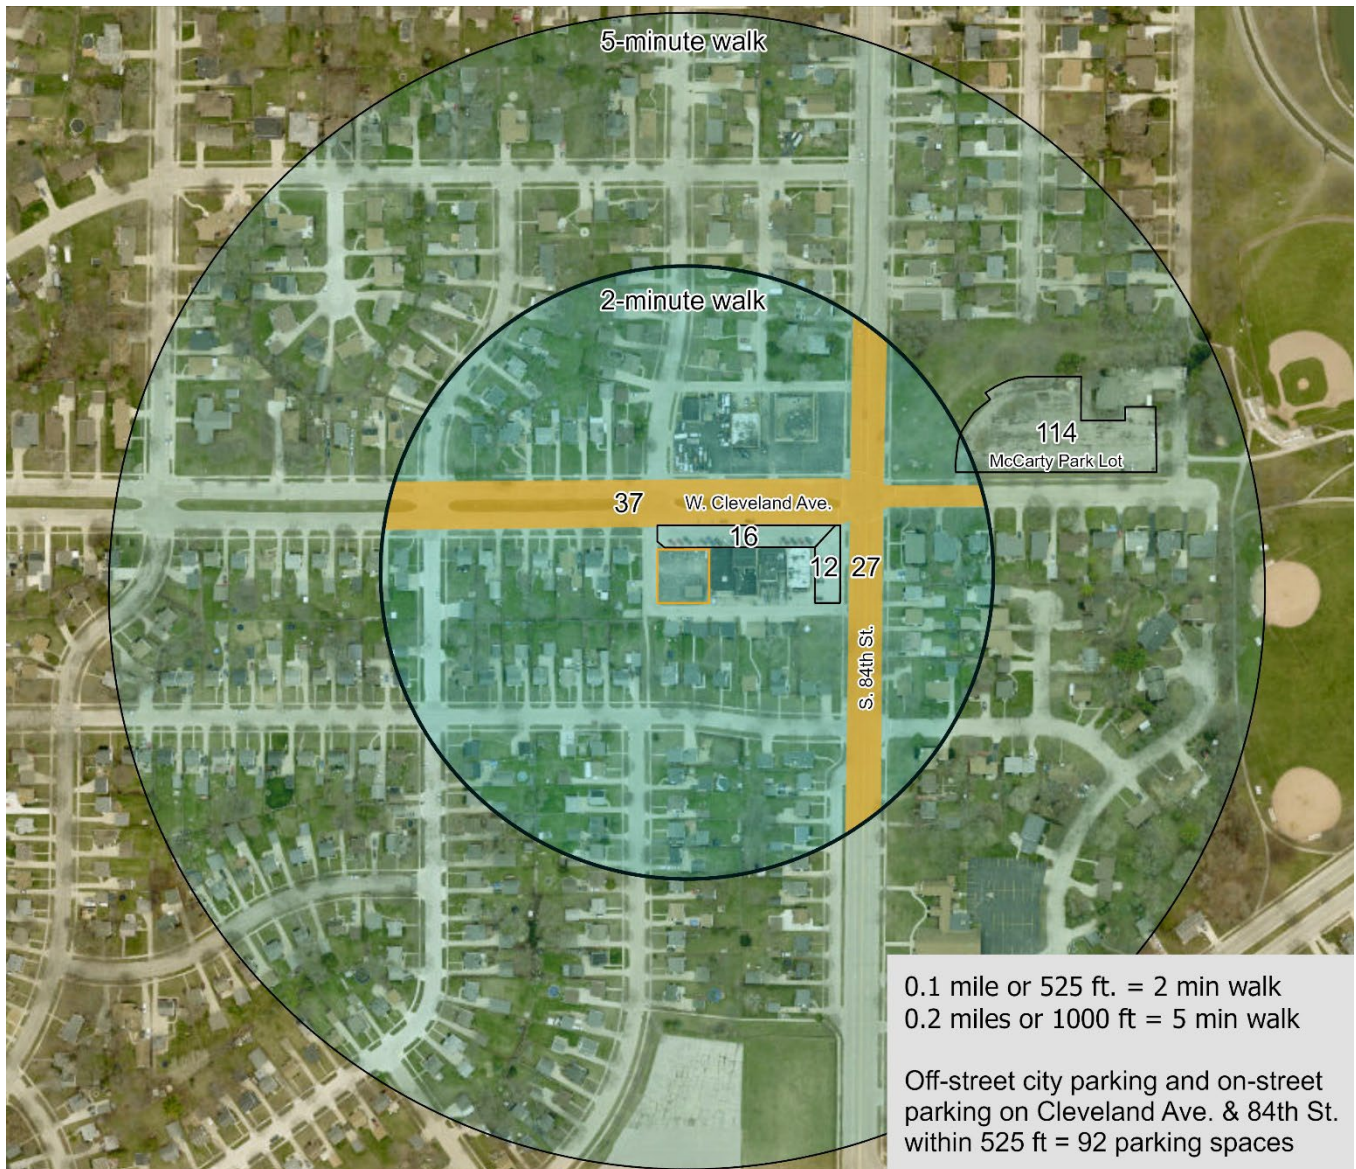 5-minute walk
2-minute walk
114
McCarty Park Lot
37
W. Cleveland Ave.
16
12
27
S. 84th St.
0.1 mile or 525 ft. = 2 min walk
0.2 miles or 1000 ft = 5 min walk
Off-street city parking and on-street
parking on Cleveland Ave. & 84th St.
within 525 ft = 92 parking spaces